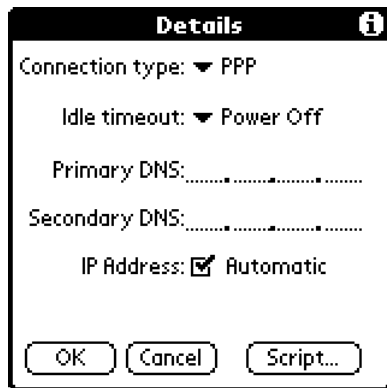 Details
Connection type: PPP
Idle timeout: Power Off
Primary DNS: . . .
Secondary DNS: . . .
IP Address: Automatic
OK Cancel Script...